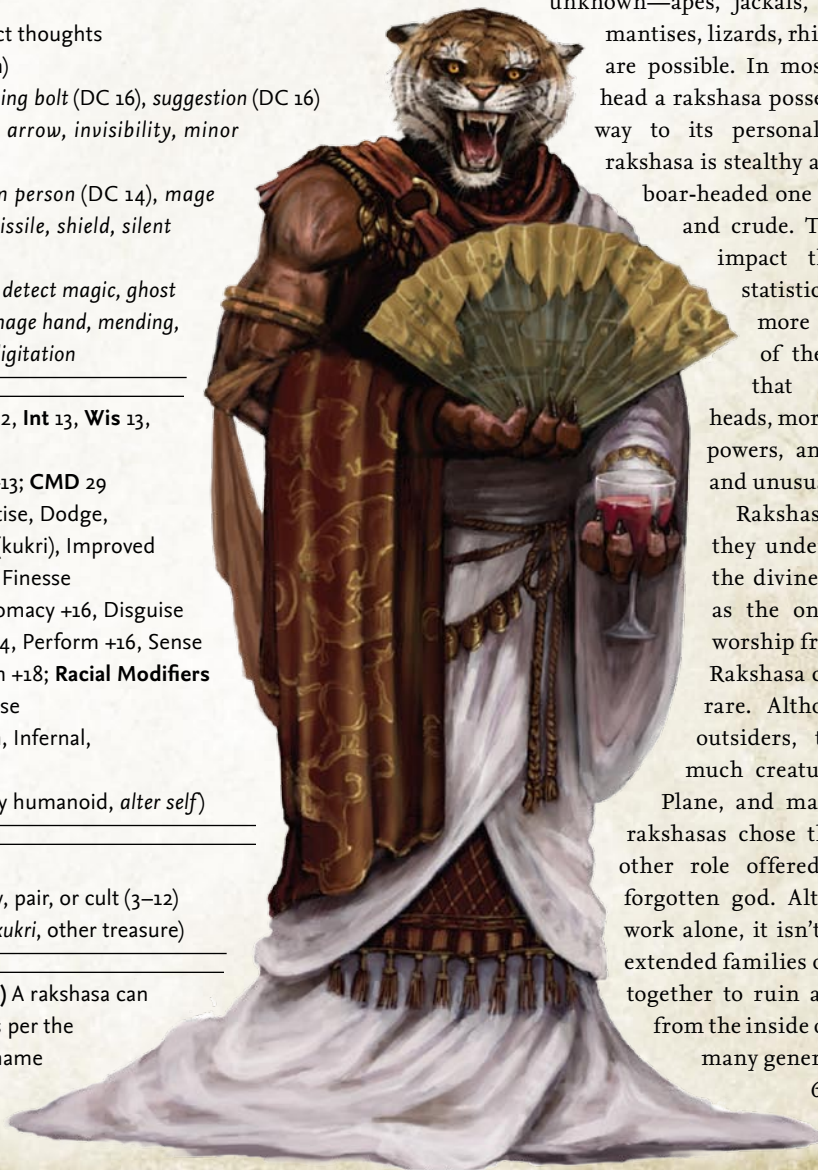 ct thoughts
)
ing bolt (DC 16), suggestion (DC 16)
arrow, invisibility, minor
n person (DC 14), mage
issile, shield, silent
detect magic, ghost
age hand, mending,
igitation
2, Int 13, Wis 13,
13; CMD 29
tise, Dodge,
(kukri), Improved
Finesse
omacy +16, Disguise
4, Perform +16, Sense
n +18; Racial Modifiers
se
, Infernal,
y humanoid, alter self)
y, pair, or cult (3–12)
kukri, other treasure)
) A rakshasa can
s per the
ame
unknown—apes, jackals,
mantises, lizards, rhi
are possible. In mos
head a rakshasa posse
way to its personal
rakshasa is stealthy a
boar-headed one
and crude. T
impact th
statistic
more
of the
that
heads, mor
powers, an
and unusu
Rakshas
they unde
the divine
as the on
worship fr
Rakshasa c
rare. Altho
outsiders, t
much creatu
Plane, and ma
rakshasas chose th
other role offered
forgotten god. Alt
work alone, it isn't
extended families o
together to ruin a
from the inside o
many gener
6